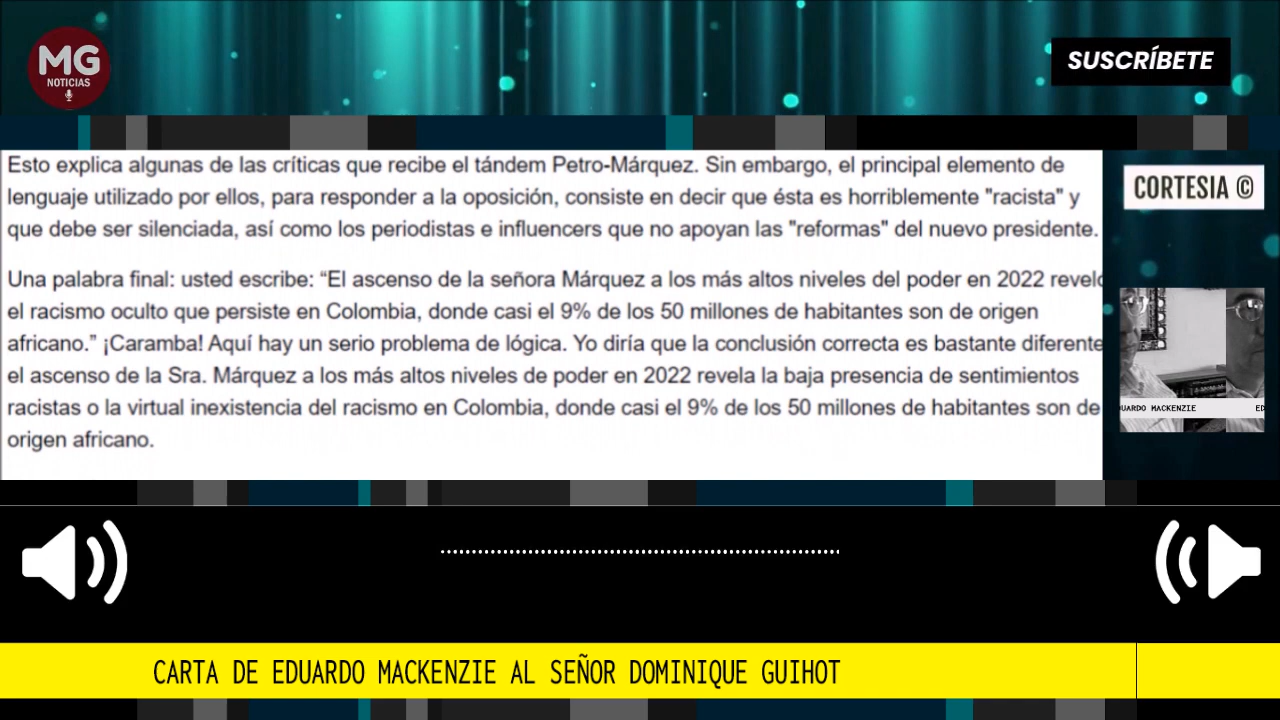 MG
NOTICIAS
SUSCRÍBETE
Esto explica algunas de las críticas que recibe el tándem Petro-Márquez. Sin embargo, el principal elemento de
lenguaje utilizado por ellos, para responder a la oposición, consiste en decir que ésta es horriblemente "racista" y
que debe ser silenciada, así como los periodistas e influencers que no apoyan las "reformas" del nuevo presidente.
Una palabra final: usted escribe: “El ascenso de la señora Márquez a los más altos niveles del poder en 2022
el racismo oculto que persiste en Colombia, donde casi el 9% de los 50 millones de habitantes son de origen
africano.” ¡Caramba! Aquí hay un serio problema de lógica. Yo diría que la conclusión correcta es bastante diferente
el ascenso de la Sra. Márquez a los más altos niveles de poder en 2022 revela la baja presencia de sentimientos
racistas o la virtual inexistencia del racismo en Colombia, donde casi el 9% de los 50 millones de habitantes son de
origen africano.
CORTESIA ©
MACKENZIE
CARTA DE EDUARDO MACKENZIE AL SEÑOR DOMINIQUE GUIHOT